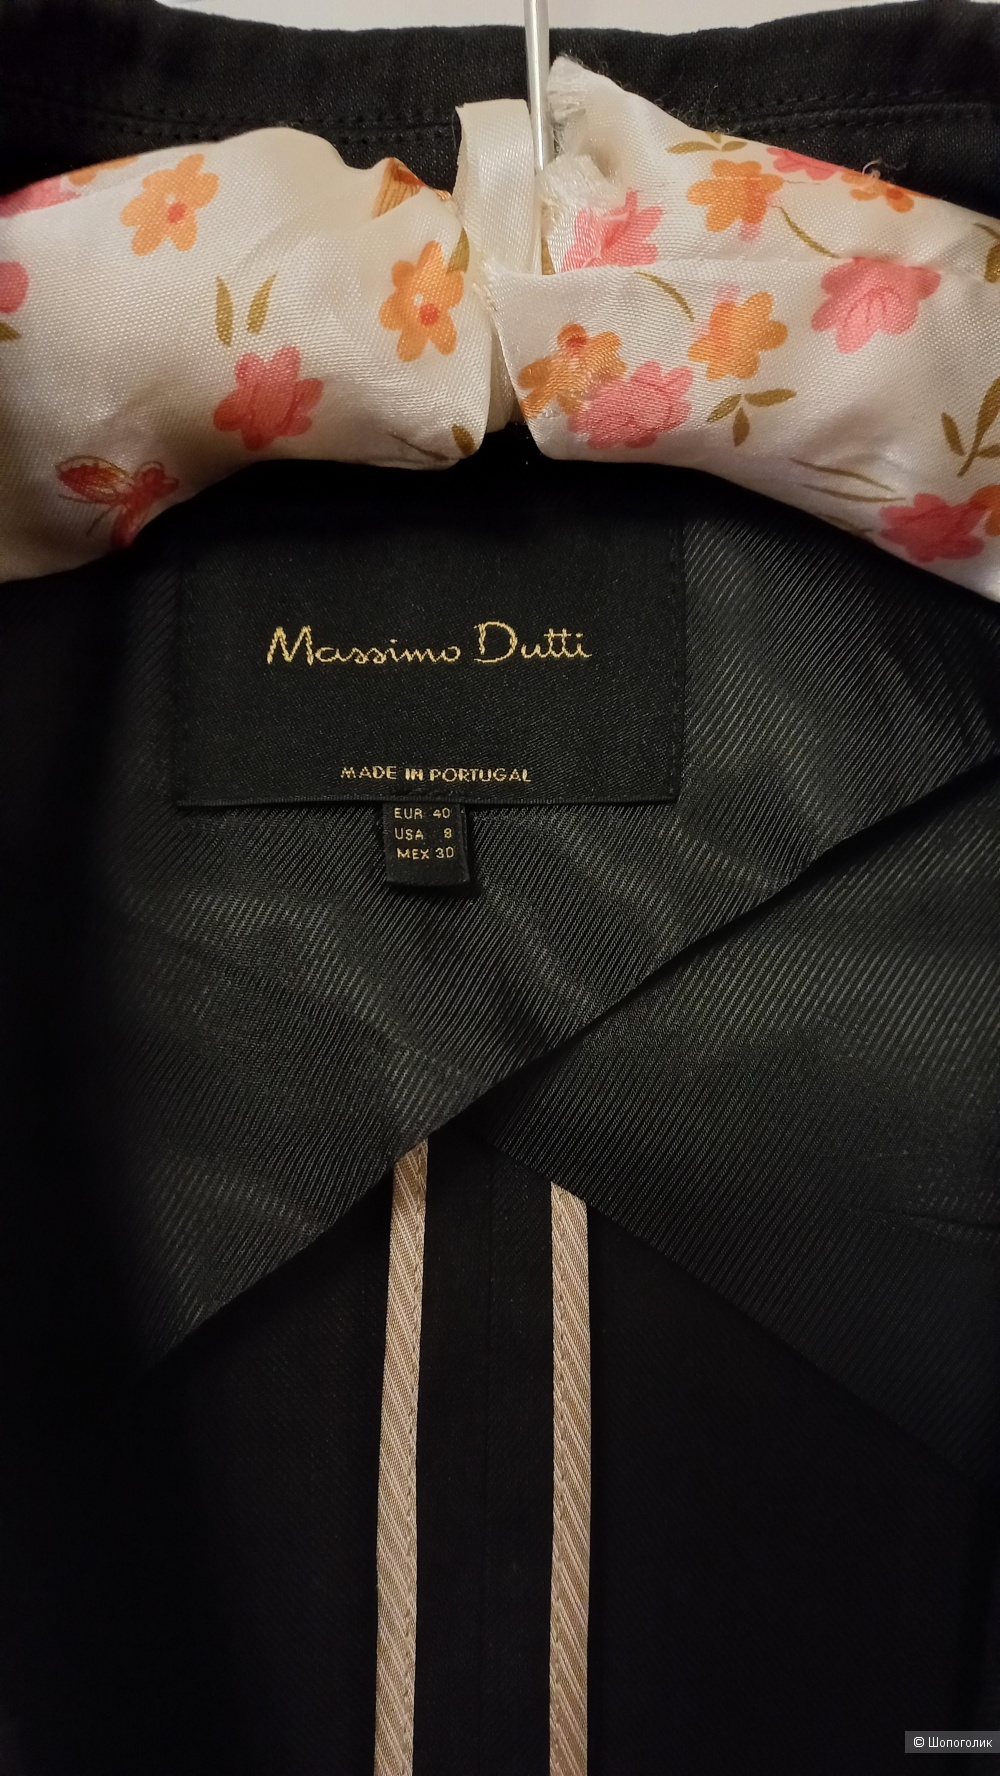 Massimo Dutti
MADE IN PORTUGAL
EUR 40
USA 8
MEX 30
© Шопоголик